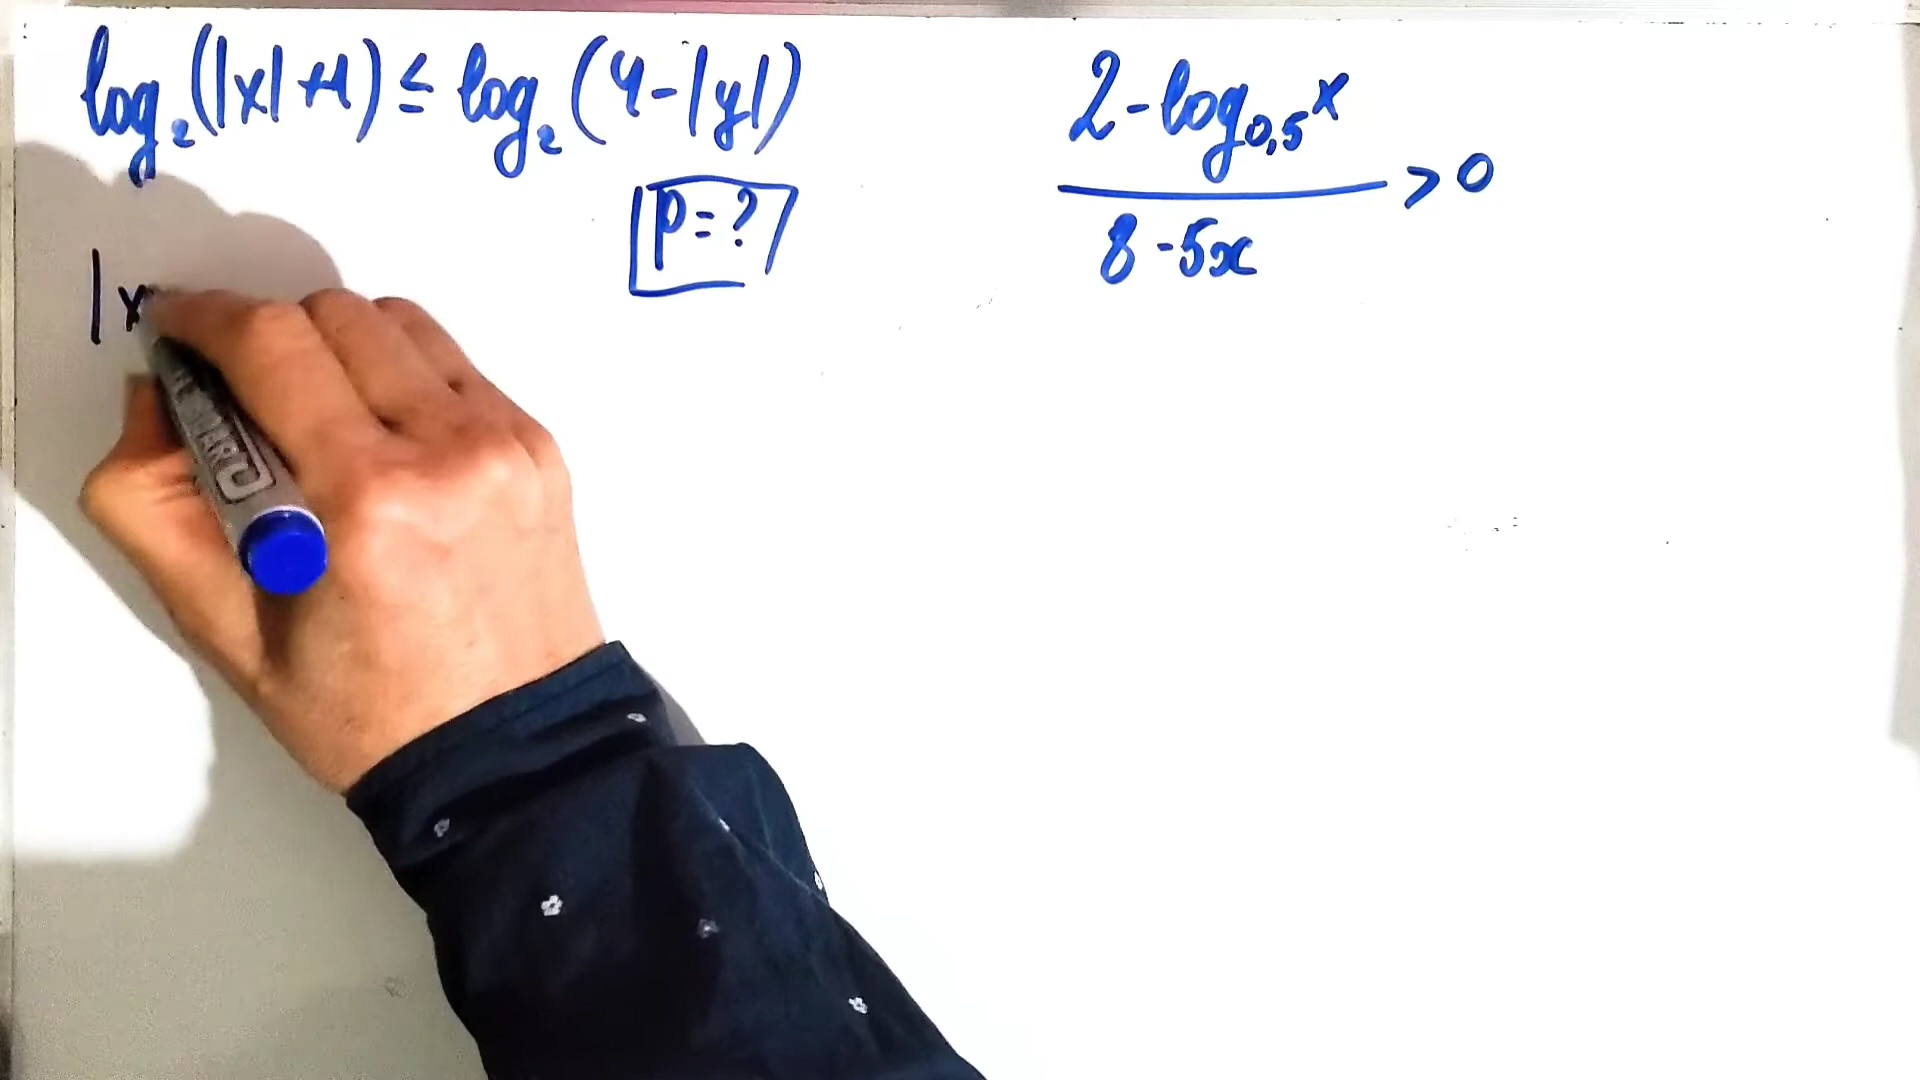 log₂(|x|+1) ≤ log₂(4-|y|)
P=?
2-log₀,₅x
8-5x
>0
|x